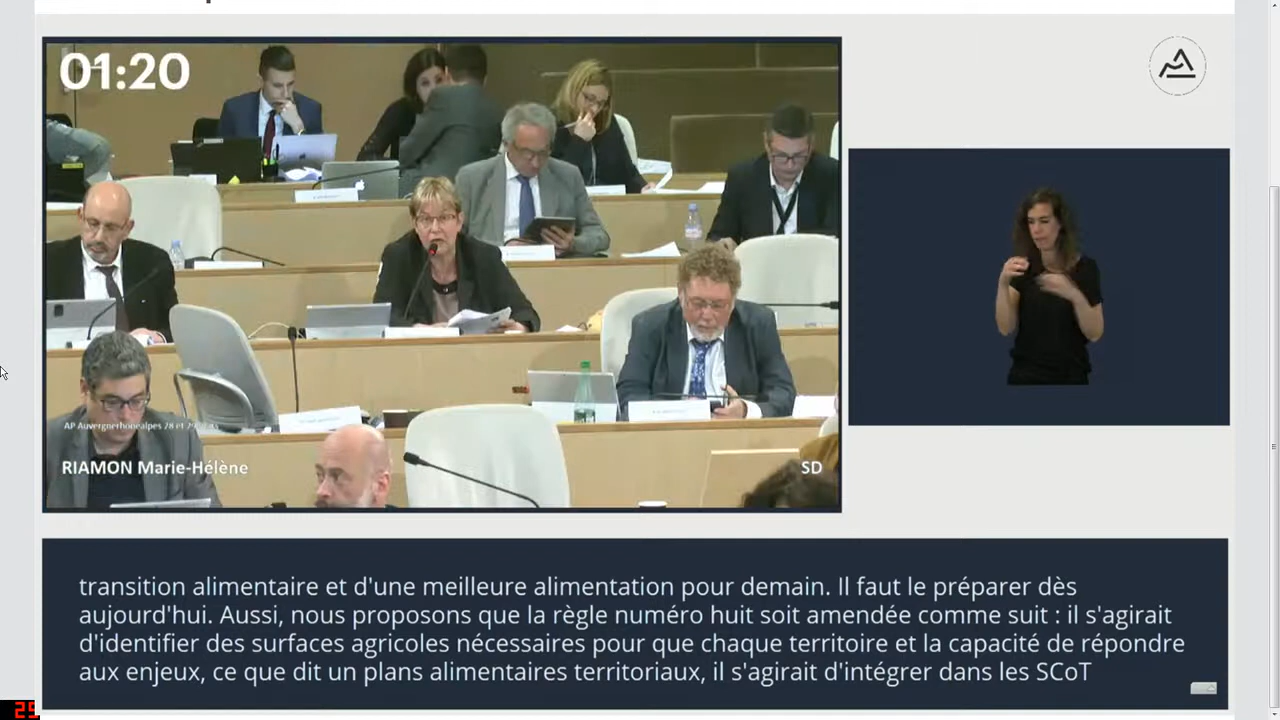 01:20
AP Auvergnerhonealpes 28 et 29
RIAMON Marie-Hélène
SD
transition alimentaire et d'une meilleure alimentation pour demain. Il faut le préparer dès
aujourd'hui. Aussi, nous proposons que la règle numéro huit soit amendée comme suit : il s'agirait
d'identifier des surfaces agricoles nécessaires pour que chaque territoire et la capacité de répondre
aux enjeux, ce que dit un plans alimentaires territoriaux, il s'agirait d'intégrer dans les SCoT
25